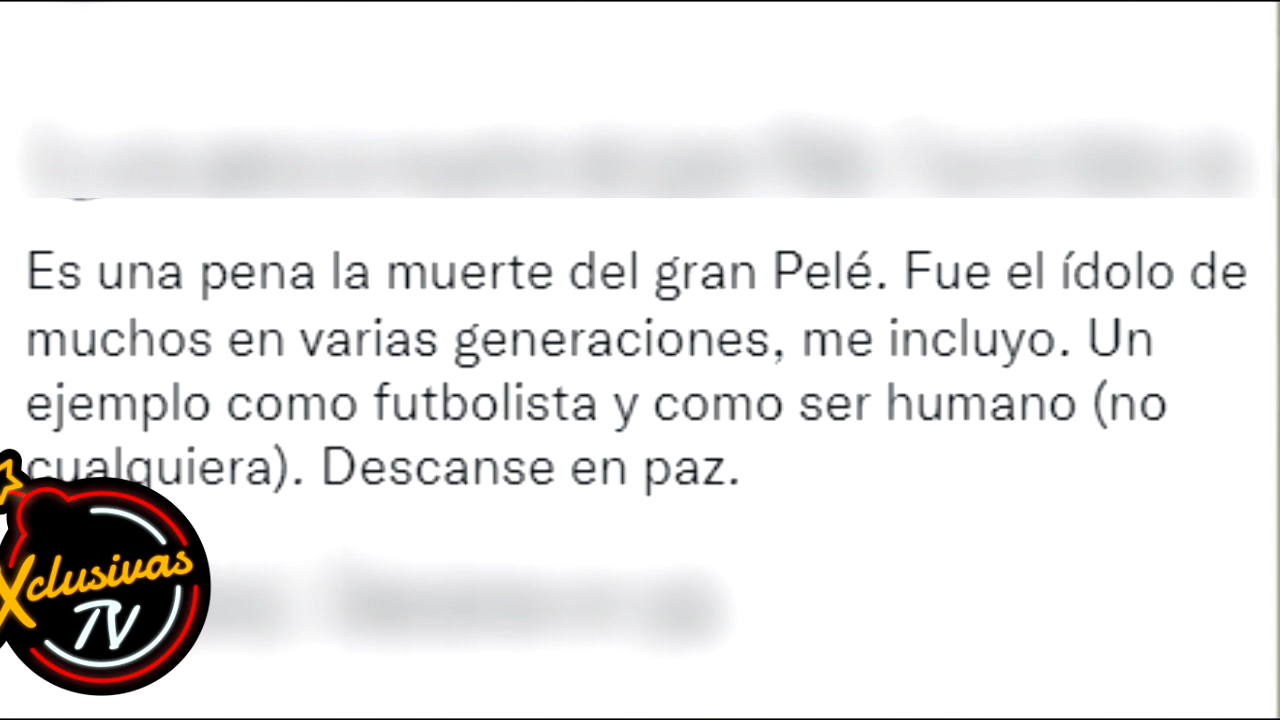 Es una pena la muerte del gran Pelé. Fue el ídolo de
muchos en varias generaciones, me incluyo. Un
ejemplo como futbolista y como ser humano (no
cualquiera). Descanse en paz.
Xclusivas
TV